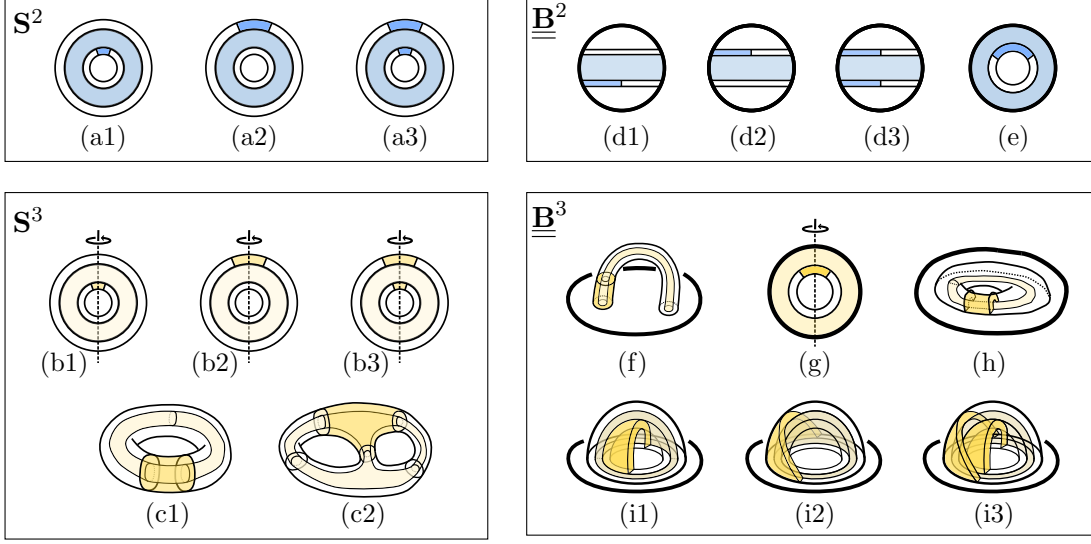 S²
(a1) (a2) (a3)
B²
(d1) (d2) (d3) (e)
S³
(b1) (b2) (b3)
(c1) (c2)
B³
(f) (g) (h)
(i1) (i2) (i3)